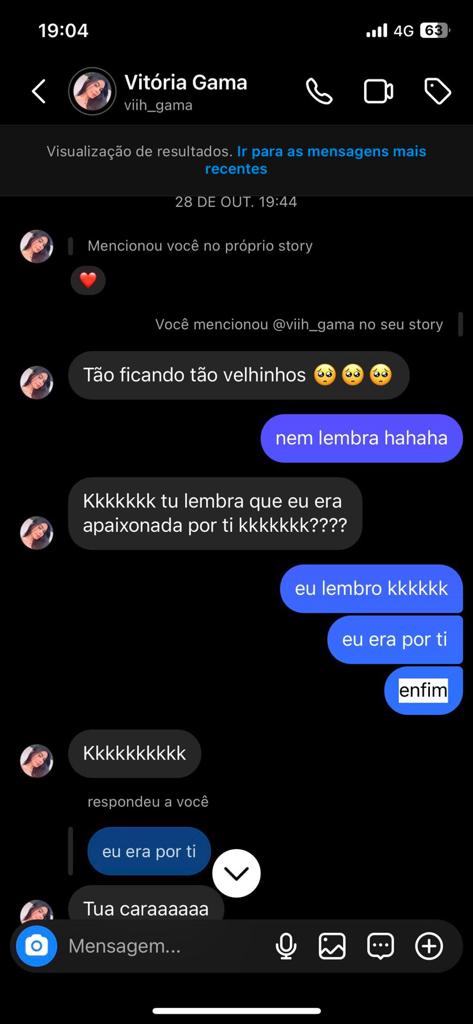 19:04
4G 63
Vitória Gama
viih_gama
Visualização de resultados. Ir para as mensagens mais
recentes
28 DE OUT. 19:44
Mencionou você no próprio story
Você mencionou @viih_gama no seu story
Tão ficando tão velhinhos 🥺🥺🥺
nem lembra hahaha
Kkkkkkk tu lembra que eu era
apaixonada por ti kkkkkkk????
eu lembro kkkkkk
eu era por ti
enfim
Kkkkkkkkkk
respondeu a você
eu era por ti
Tua caraaaaaa
Mensagem...